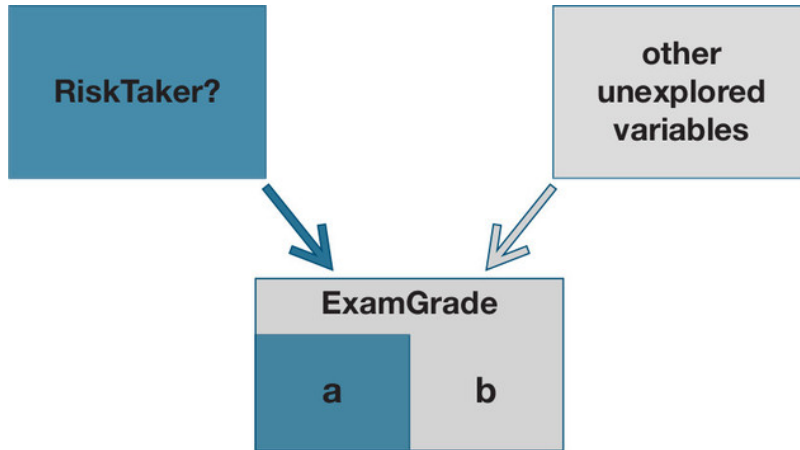 RiskTaker?
other
unexplored
variables
ExamGrade
a
b